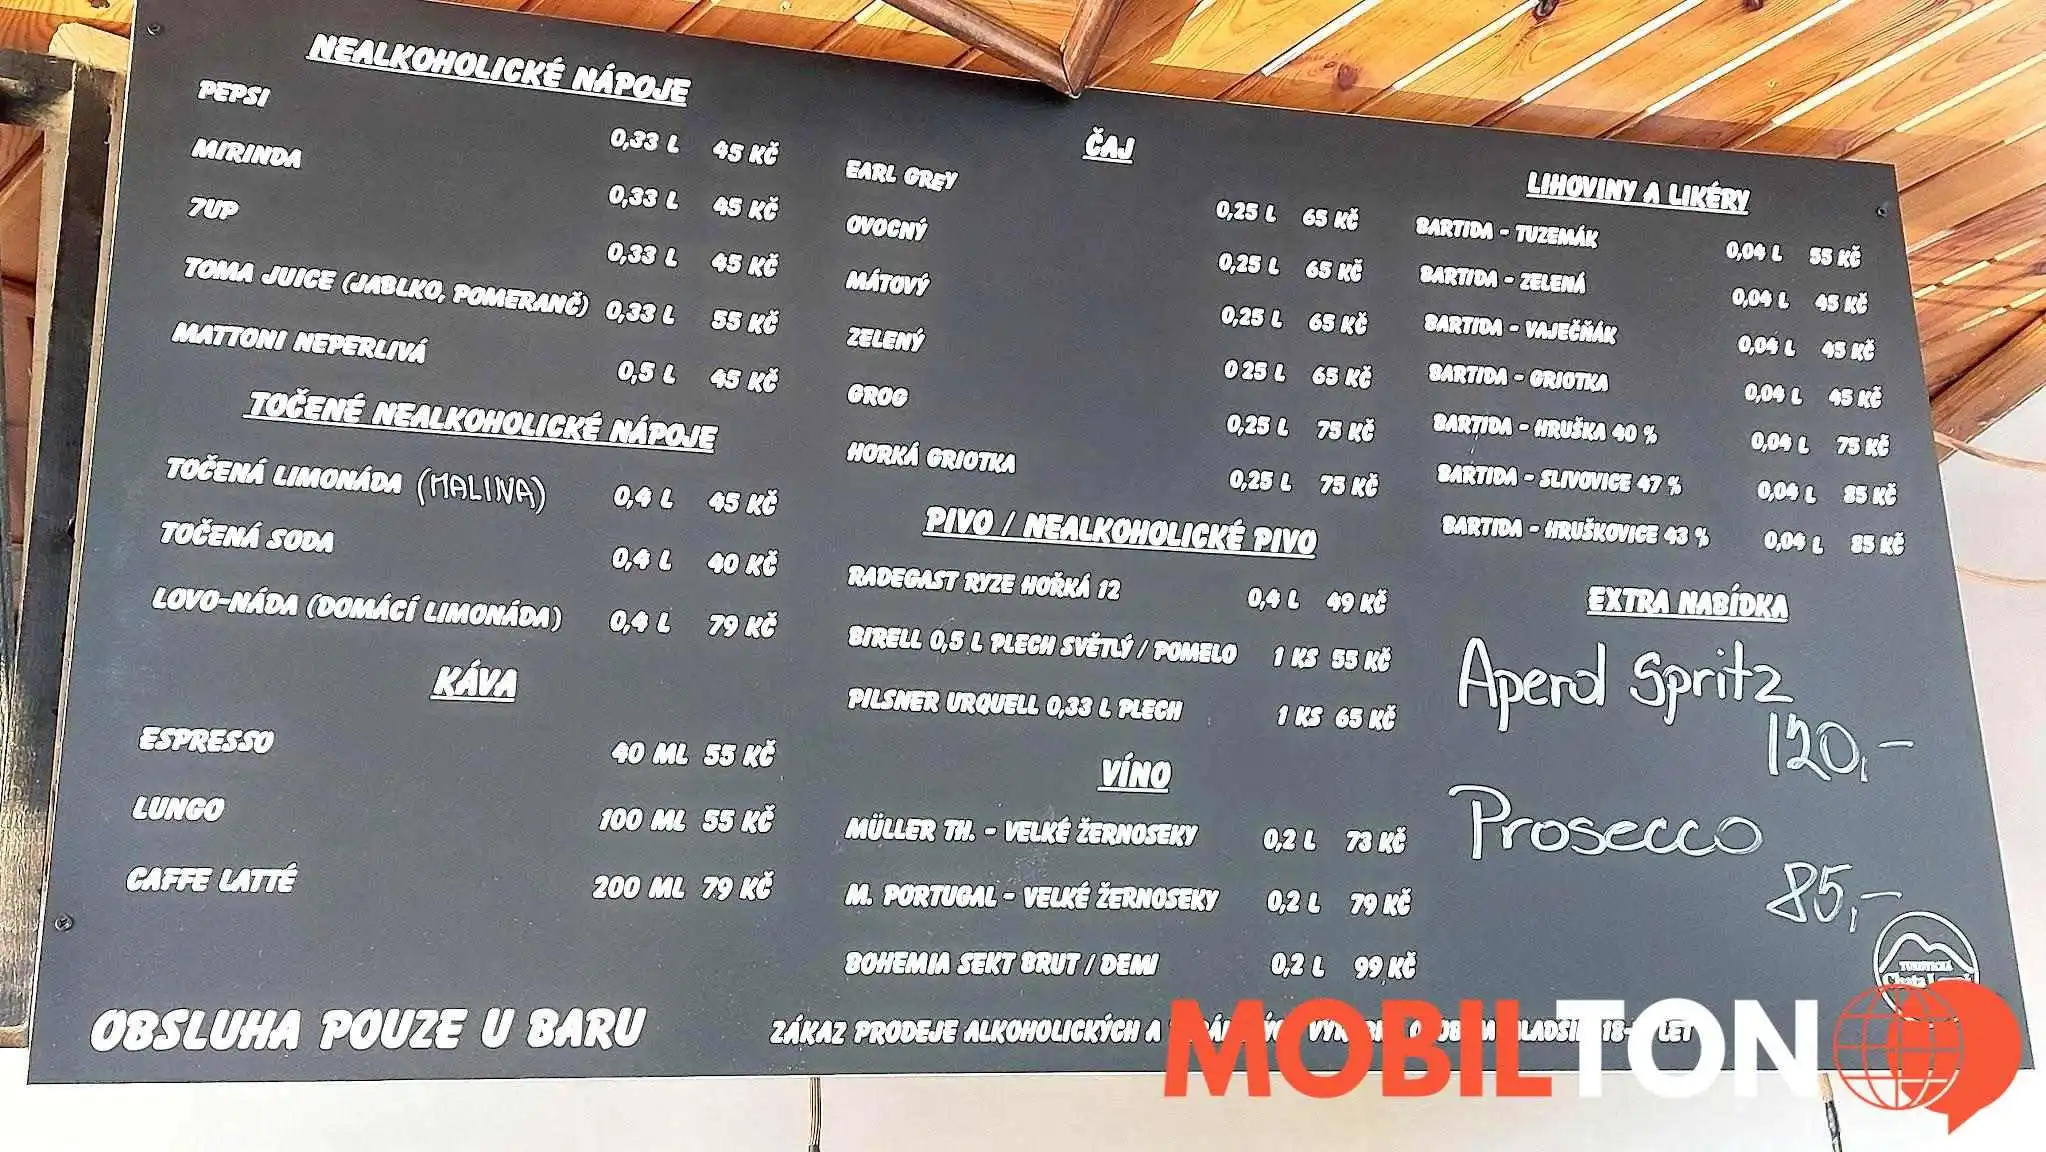 NEALKOHOLICKÉ NÁPOJE
PEPSI 0,33 L 45 KČ
MIRINDA 0,33 L 45 KČ
7UP 0,33 L 45 KČ
TOMA JUICE (JABLKO, POMERANČ) 0,33 L 55 KČ
MATTONI NEPERLIVÁ 0,5 L 45 KČ
TOČENÉ NEALKOHOLICKÉ NÁPOJE
TOČENÁ LIMONÁDA (MALINA) 0,4 L 45 KČ
TOČENÁ SODA 0,4 L 40 KČ
LOVO-NÁDA (DOMÁCÍ LIMONÁDA) 0,4 L 79 KČ
KÁVA
ESPRESSO 40 ML 55 KČ
LUNGO 100 ML 55 KČ
CAFFE LATTÉ 200 ML 79 KČ
OBSLUHA POUZE U BARU
ČAJ
EARL GREY 0,25 L 65 KČ
OVOCNÝ 0,25 L 65 KČ
MÁTOVÝ 0,25 L 65 KČ
ZELENÝ 0 25 L 65 KČ
GROG 0,25 L 75 KČ
HORKÁ GRIOTKA 0,25 L 75 KČ
PIVO / NEALKOHOLICKÉ PIVO
RADEGAST RYZE HOŘKÁ 12 0,4 L 49 KČ
BIRELL 0,5 L PLECH SVĚTLÝ / POMELO 1 KS 55 KČ
PILSNER URQUELL 0,33 L PLECH 1 KS 65 KČ
VÍNO
MÜLLER TH. - VELKÉ ŽERNOSEKY 0,2 L 73 KČ
M. PORTUGAL - VELKÉ ŽERNOSEKY 0,2 L 79 KČ
BOHEMIA SEKT BRUT / DEMI 0,2 L 99 KČ
LIHOVINY A LIKÉRY
BARTIDA - TUZEMÁK 0,04 L 55 KČ
BARTIDA - ZELENÁ 0,04 L 45 KČ
BARTIDA - VAJEČŇÁK 0,04 L 45 KČ
BARTIDA - GRIOTKA 0,04 L 45 KČ
BARTIDA - HRUŠKA 40 % 0,04 L 75 KČ
BARTIDA - SLIVOVICE 47 % 0,04 L 85 KČ
BARTIDA - HRUŠKOVICE 43 % 0,04 L 85 KČ
EXTRA NABÍDKA
Aperol Spritz
120,-
Prosecco
85,-
TURISTICKÁ
ZÁKAZ PRODEJE ALKOHOLICKÝCH A
MOBILTON